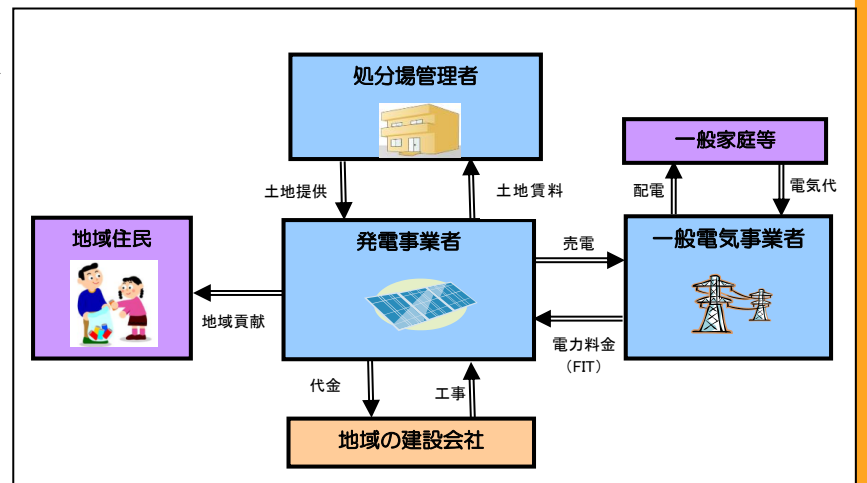 処分場管理者
一般家庭等
土地提供
土地賃料
配電
電気代
地域住民
発電事業者
一般電気事業者
売電
地域貢献
電力料金
（FIT）
代金
工事
地域の建設会社